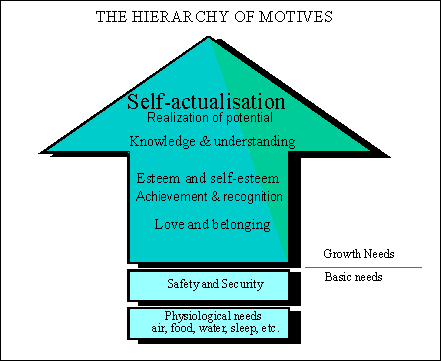 THE HIERARCHY OF MOTIVES
Self-actualisation
Realization of potential
Knowledge & understanding
Esteem and self-esteem
Achievement & recognition
Love and belonging
Growth Needs
Basic needs
Safety and Security
Physiological needs
air, food, water, sleep, etc.